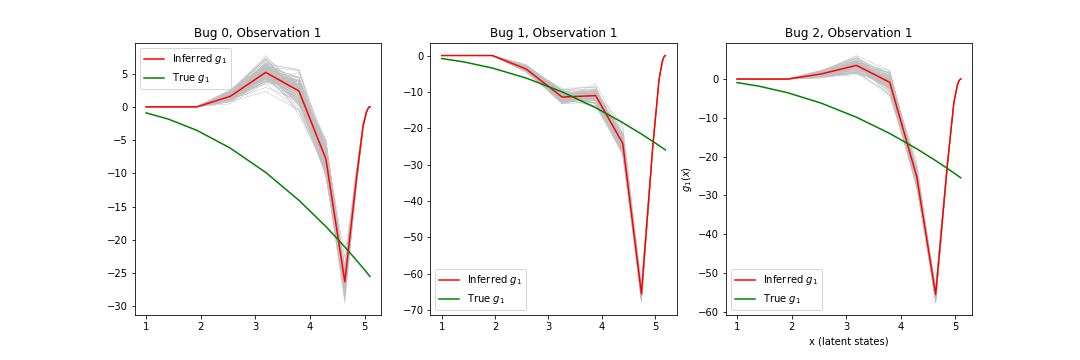 Bug 0, Observation 1
Inferred g₁
True g₁
5
0
−5
−10
−15
−20
−25
−30
1 2 3 4 5
Bug 1, Observation 1
0
−10
−20
−30
−40
−50
−60
−70
Inferred g₁
True g₁
1 2 3 4 5
Bug 2, Observation 1
g₁(x)
0
−10
−20
−30
−40
−50
−60
Inferred g₁
True g₁
1 2 3 4 5
x (latent states)